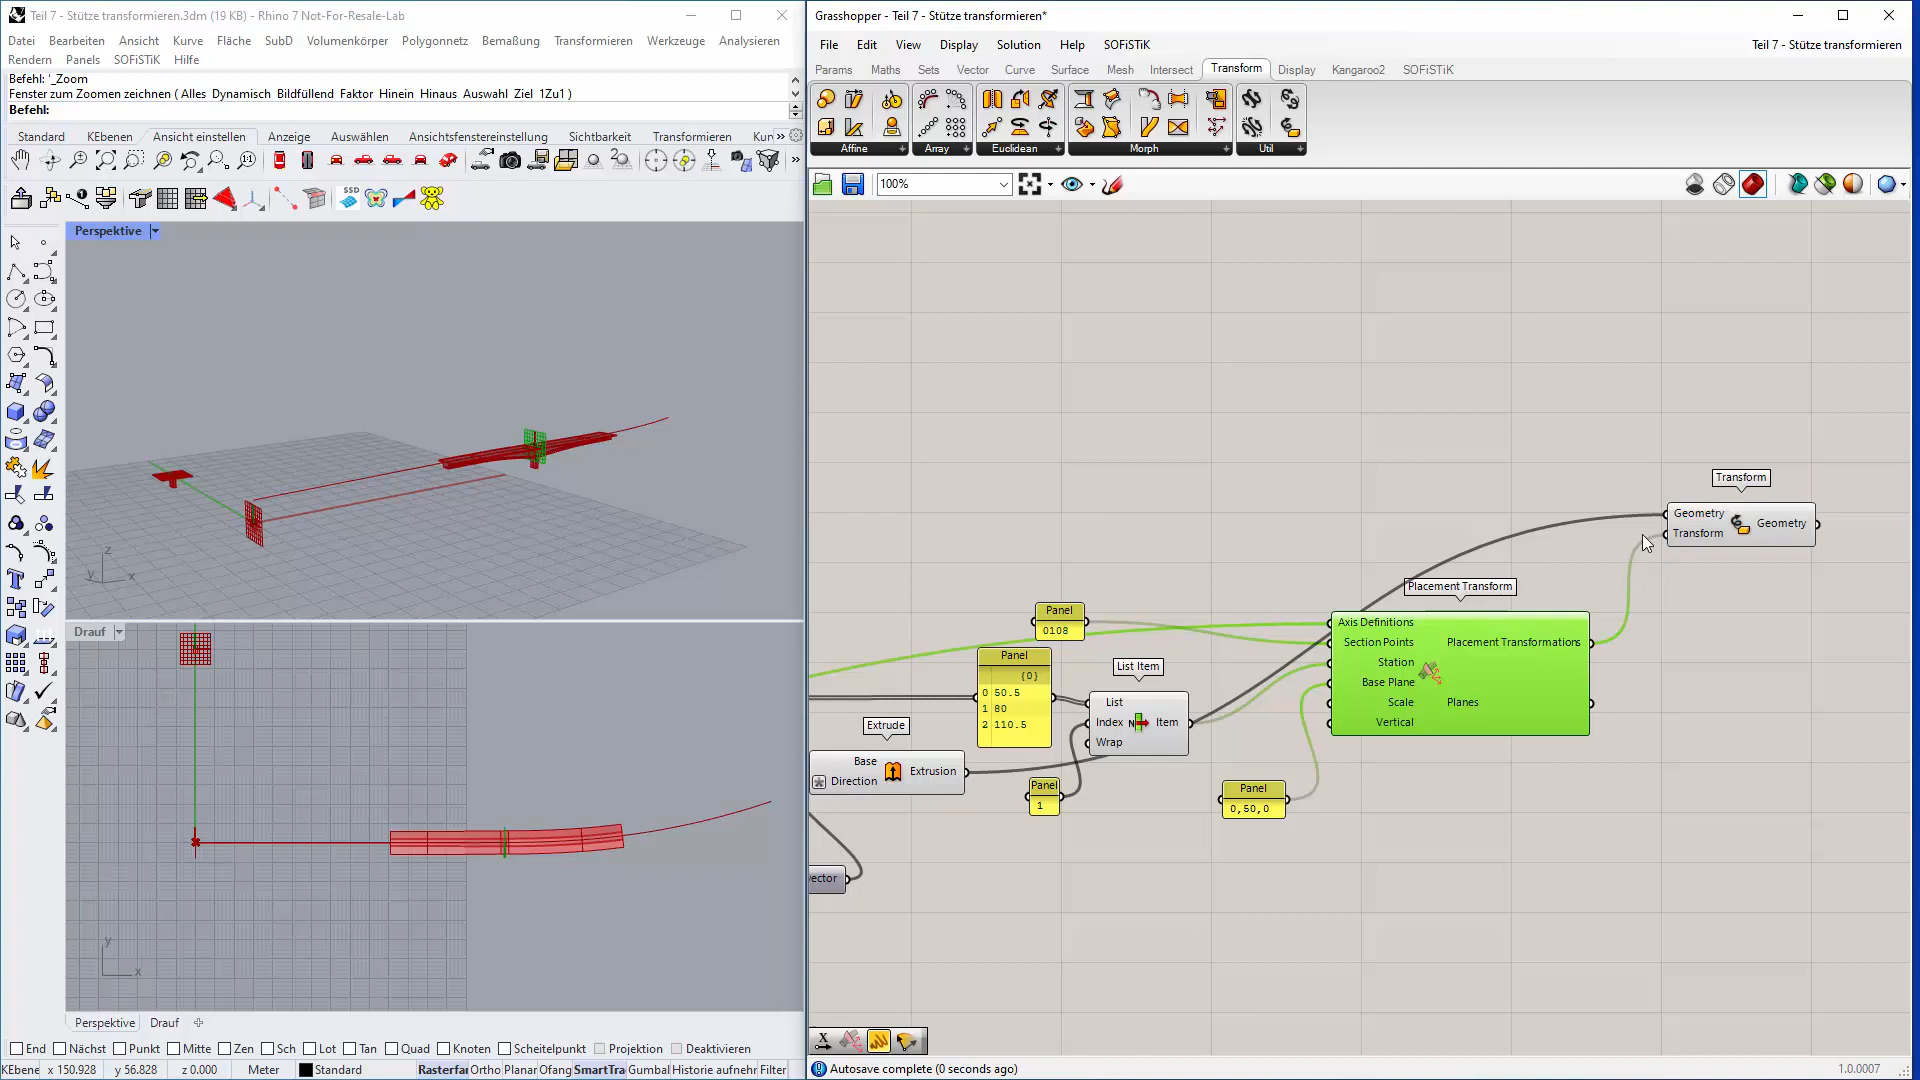 Teil 7 - Stütze transformieren.3dm (19 KB) - Rhino 7 Not-For-Resale-Lab
Datei Bearbeiten Ansicht Kurve Fläche SubD Volumenkörper Polygonnetz Bemaßung Transformieren Werkzeuge Analysieren
Rendern Panels SOFiSTiK Hilfe
Befehl: '_Zoom
Fenster zum Zoomen zeichnen ( Alles Dynamisch Bildfüllend Faktor Hinein Hinaus Auswahl Ziel 1Zu1 )
Befehl:
Standard KEbenen Ansicht einstellen Anzeige Auswählen Ansichtsfenstereinstellung Sichtbarkeit Transformieren Kun »
SSD
Perspektive
z
y
x
Drauf
y
x
Perspektive Drauf
End Nächst Punkt Mitte Zen Sch Lot Tan Quad Knoten Scheitelpunkt Projektion Deaktivieren
KEbene x 150.928 y 56.828 z 0.000 Meter Standard Rasterfan Ortho Planar Ofang SmartTra Gumbal Historie aufnehr Filter
Grasshopper - Teil 7 - Stütze transformieren*
File Edit View Display Solution Help SOFiSTiK
Teil 7 - Stütze transformieren
Params Maths Sets Vector Curve Surface Mesh Intersect Transform Display Kangaroo2 SOFiSTiK
Affine + Array + Euclidean + Morph + Util +
100%
Transform
Geometry
Transform
Geometry
Placement Transform
Axis Definitions
Section Points
Station
Base Plane
Scale
Vertical
Placement Transformations
Planes
Panel
0108
Panel
{0}
0 50.5
1 80
2 110.5
List Item
List
Index
Wrap
Item
Extrude
Base
Direction
Extrusion
Panel
1
Panel
0,50,0
ector
Autosave complete (0 seconds ago)
1.0.0007